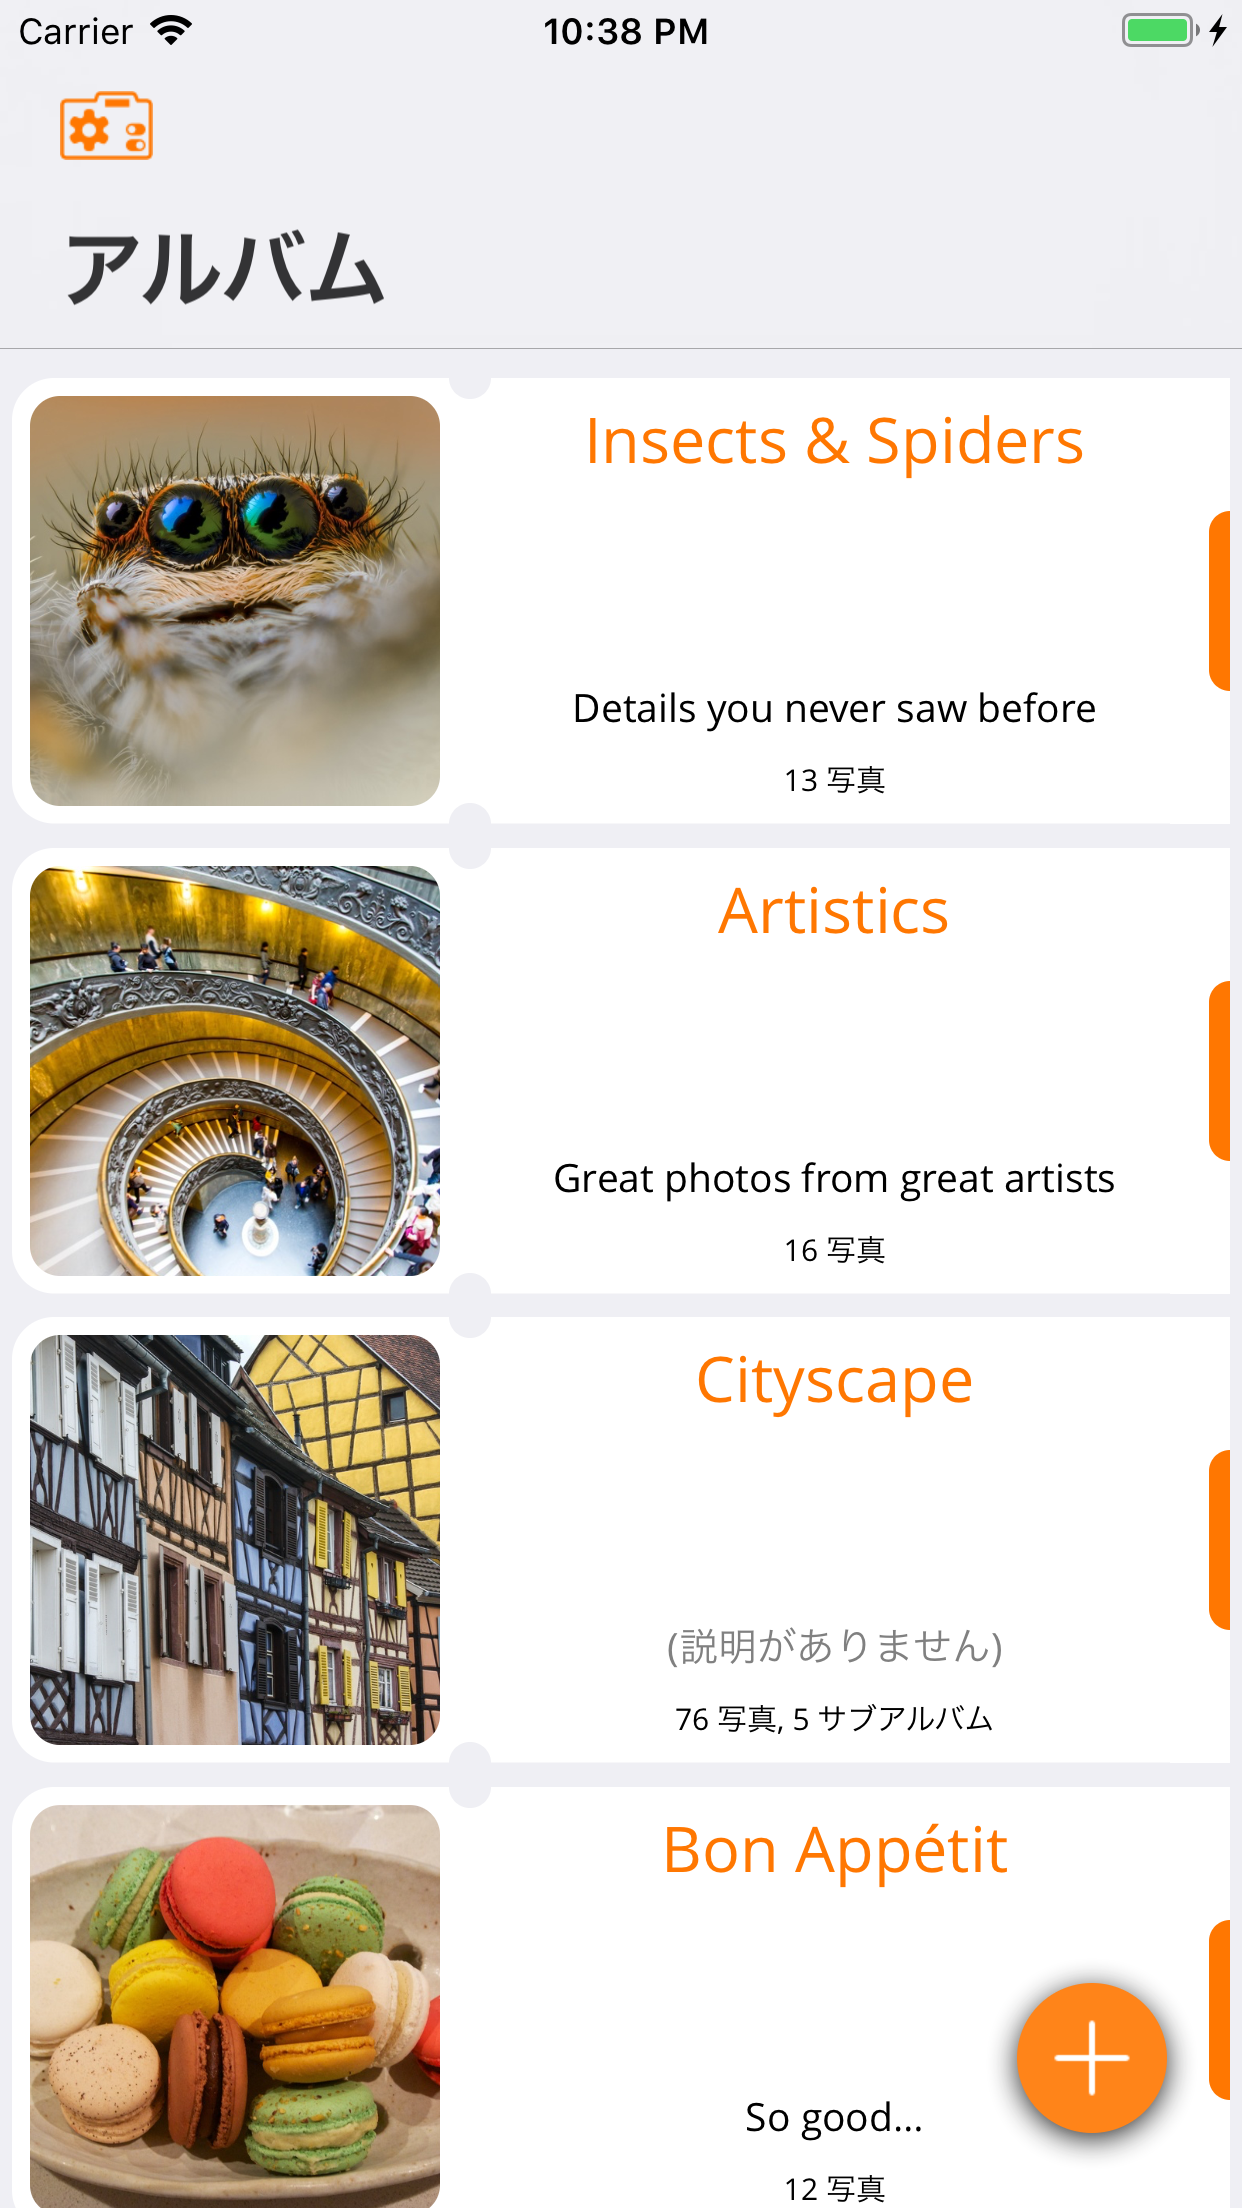 Carrier
10:38 PM
アルバム
Insects & Spiders
Details you never saw before
13 写真
Artistics
Great photos from great artists
16 写真
Cityscape
(説明がありません)
76 写真, 5 サブアルバム
Bon Appétit
So good...
12 写真